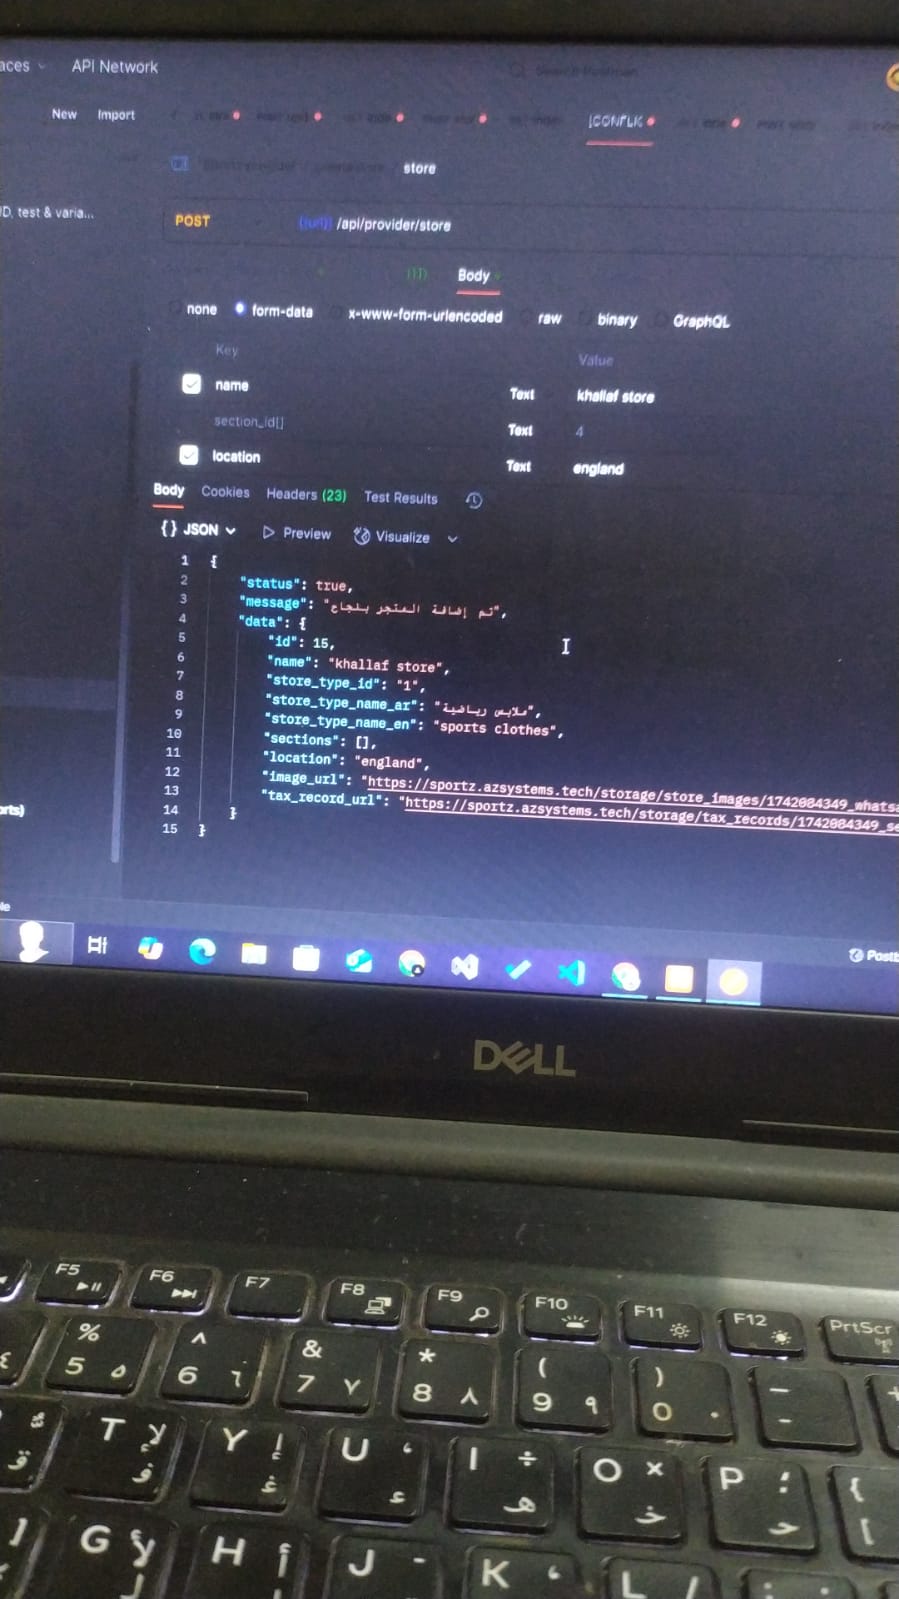 aces API Network
New Import
[CONFLIC
store
ID, test & varia...
POST {{url}} /api/provider/store
Body
none form-data x-www-form-urlencoded raw binary GraphQL
Key Value
name Text khallaf store
section_id[] Text 4
location Text england
Body Cookies Headers (23) Test Results
{} JSON Preview Visualize
1 {
2 "status": true,
3 "message": "تم إضافة المتجر بنجاح",
4 "data": {
5 "id": 15,
6 "name": "khallaf store",
7 "store_type_id": "1",
8 "store_type_name_ar": "ملابس رياضية",
9 "store_type_name_en": "sports clothes",
10 "sections": [],
11 "location": "england",
12 "image_url": "https://sportz.azsystems.tech/storage/store_images/1742084349_whatsa
13 "tax_record_url": "https://sportz.azsystems.tech/storage/tax_records/1742084349_se
14 }
15 }
orts)
Postb
DELL
F5 F6 F7 F8 F9 F10 F11 F12 PrtScr
% ^ & * ( ) _
5 ٥ 6 ٦ 7 ٧ 8 ٨ 9 ٩ 0 ٠ -
T لإ ف Y إ غ U ‘ ع I ÷ ه O × خ P ؛ ح { [
G لأ ل H أ ا J ـ K ، L /